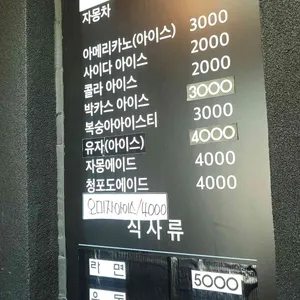 자몽차
아메리카노(아이스) 3000
사이다 아이스 2000
콜라 아이스 2000
박카스 아이스 3000
복숭아아이스티 3000
유자(아이스) 4000
자몽에이드 4000
청포도에이드 4000
오미자아이스/4000
식사류
라면 5000